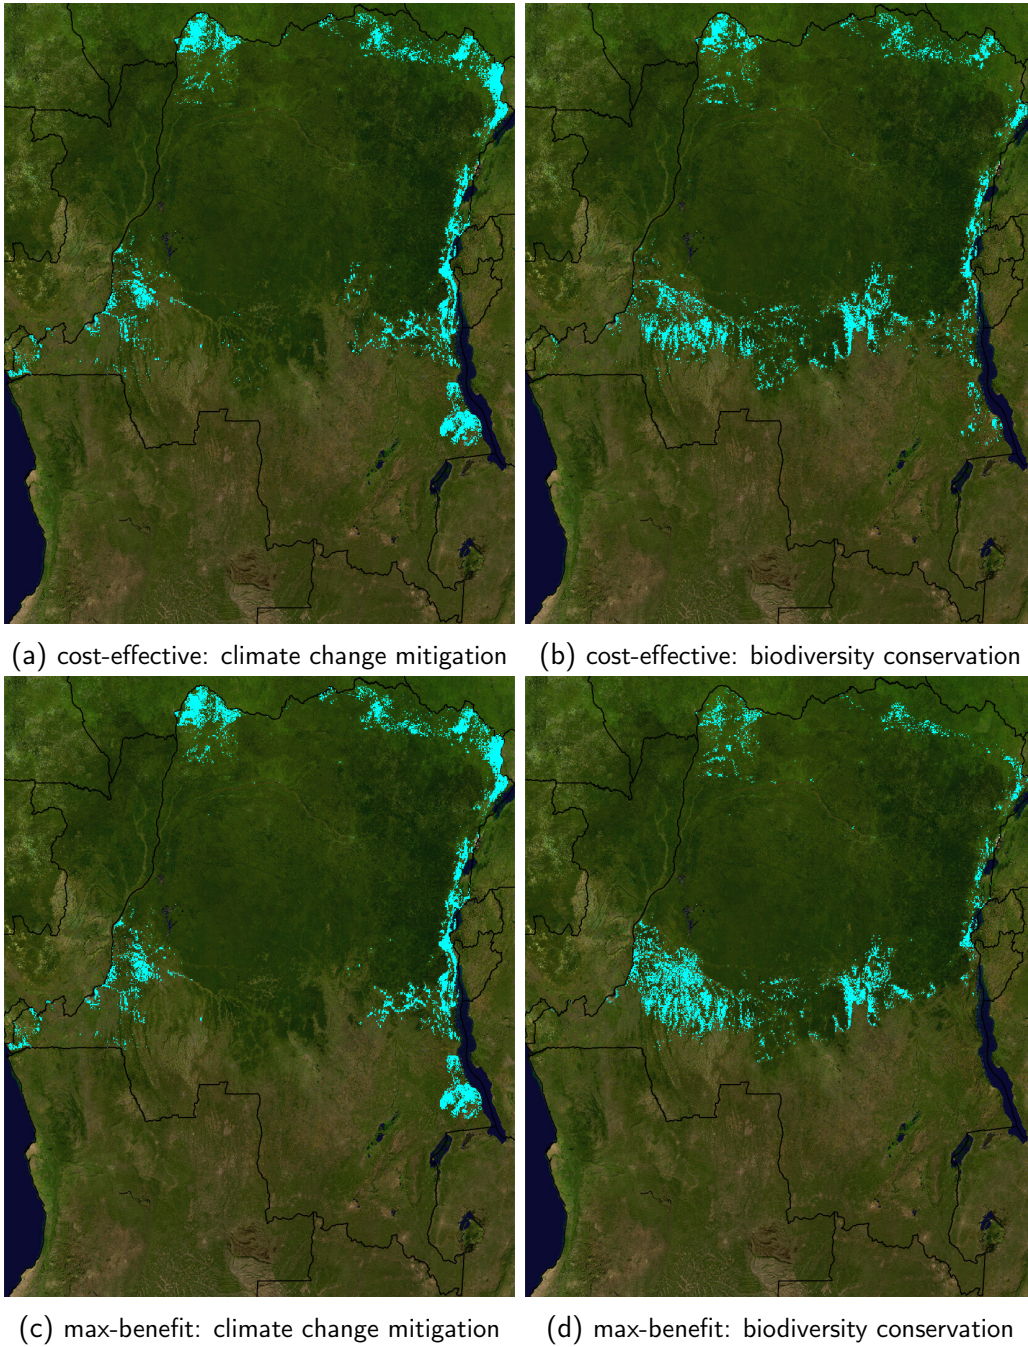 (a) cost-effective: climate change mitigation
(b) cost-effective: biodiversity conservation
(c) max-benefit: climate change mitigation
(d) max-benefit: biodiversity conservation